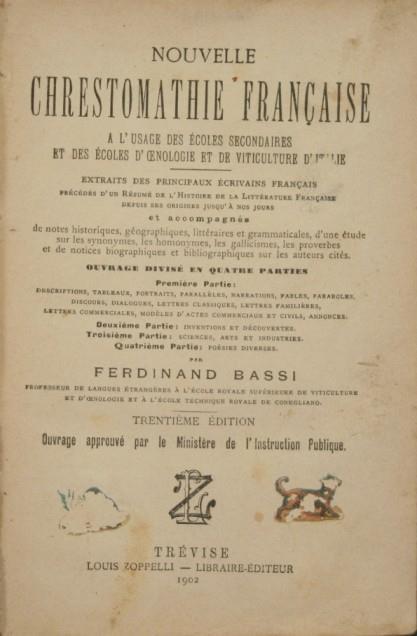 NOUVELLE
CHRESTOMATHIE FRANÇAISE
A L'USAGE DES ÉCOLES SECONDAIRES
ET DES ÉCOLES D'ŒNOLOGIE ET DE VITICULTURE D'ITALIE
EXTRAITS DES PRINCIPAUX ÉCRIVAINS FRANÇAIS
PRÉCÉDÉS D'UN RÉSUMÉ DE L'HISTOIRE DE LA LITTÉRATURE FRANÇAISE
DEPUIS SES ORIGINES JUSQU'À NOS JOURS
et accompagnés
de notes historiques, géographiques, littéraires et grammaticales, d'une étude
sur les synonymes, les homonymes, les gallicismes, les proverbes
et de notices biographiques et bibliographiques sur les auteurs cités.
OUVRAGE DIVISÉ EN QUATRE PARTIES
Première Partie:
DESCRIPTIONS, TABLEAUX, PORTRAITS, PARALLÈLES, NARRATIONS, FABLES, PARABOLES,
DISCOURS, DIALOGUES, LETTRES CLASSIQUES, LETTRES FAMILIÈRES,
LETTRES COMMERCIALES, MODÈLES D'ACTES COMMERCIAUX ET CIVILS, ANNONCES.
Deuxième Partie: INVENTIONS ET DÉCOUVERTES.
Troisième Partie: SCIENCES, ARTS ET INDUSTRIES.
Quatrième Partie: POÉSIES DIVERSES.
PAR
FERDINAND BASSI
PROFESSEUR DE LANGUES ÉTRANGÈRES À L'ÉCOLE ROYALE SUPÉRIEURE DE VITICULTURE
ET D'ŒNOLOGIE ET À L'ÉCOLE TECHNIQUE ROYALE DE CONEGLIANO.
TRENTIÈME ÉDITION
Ouvrage approuvé par le Ministère de l'Instruction Publique.
LZ
TRÉVISE
LOUIS ZOPPELLI — LIBRAIRE-ÉDITEUR
1902